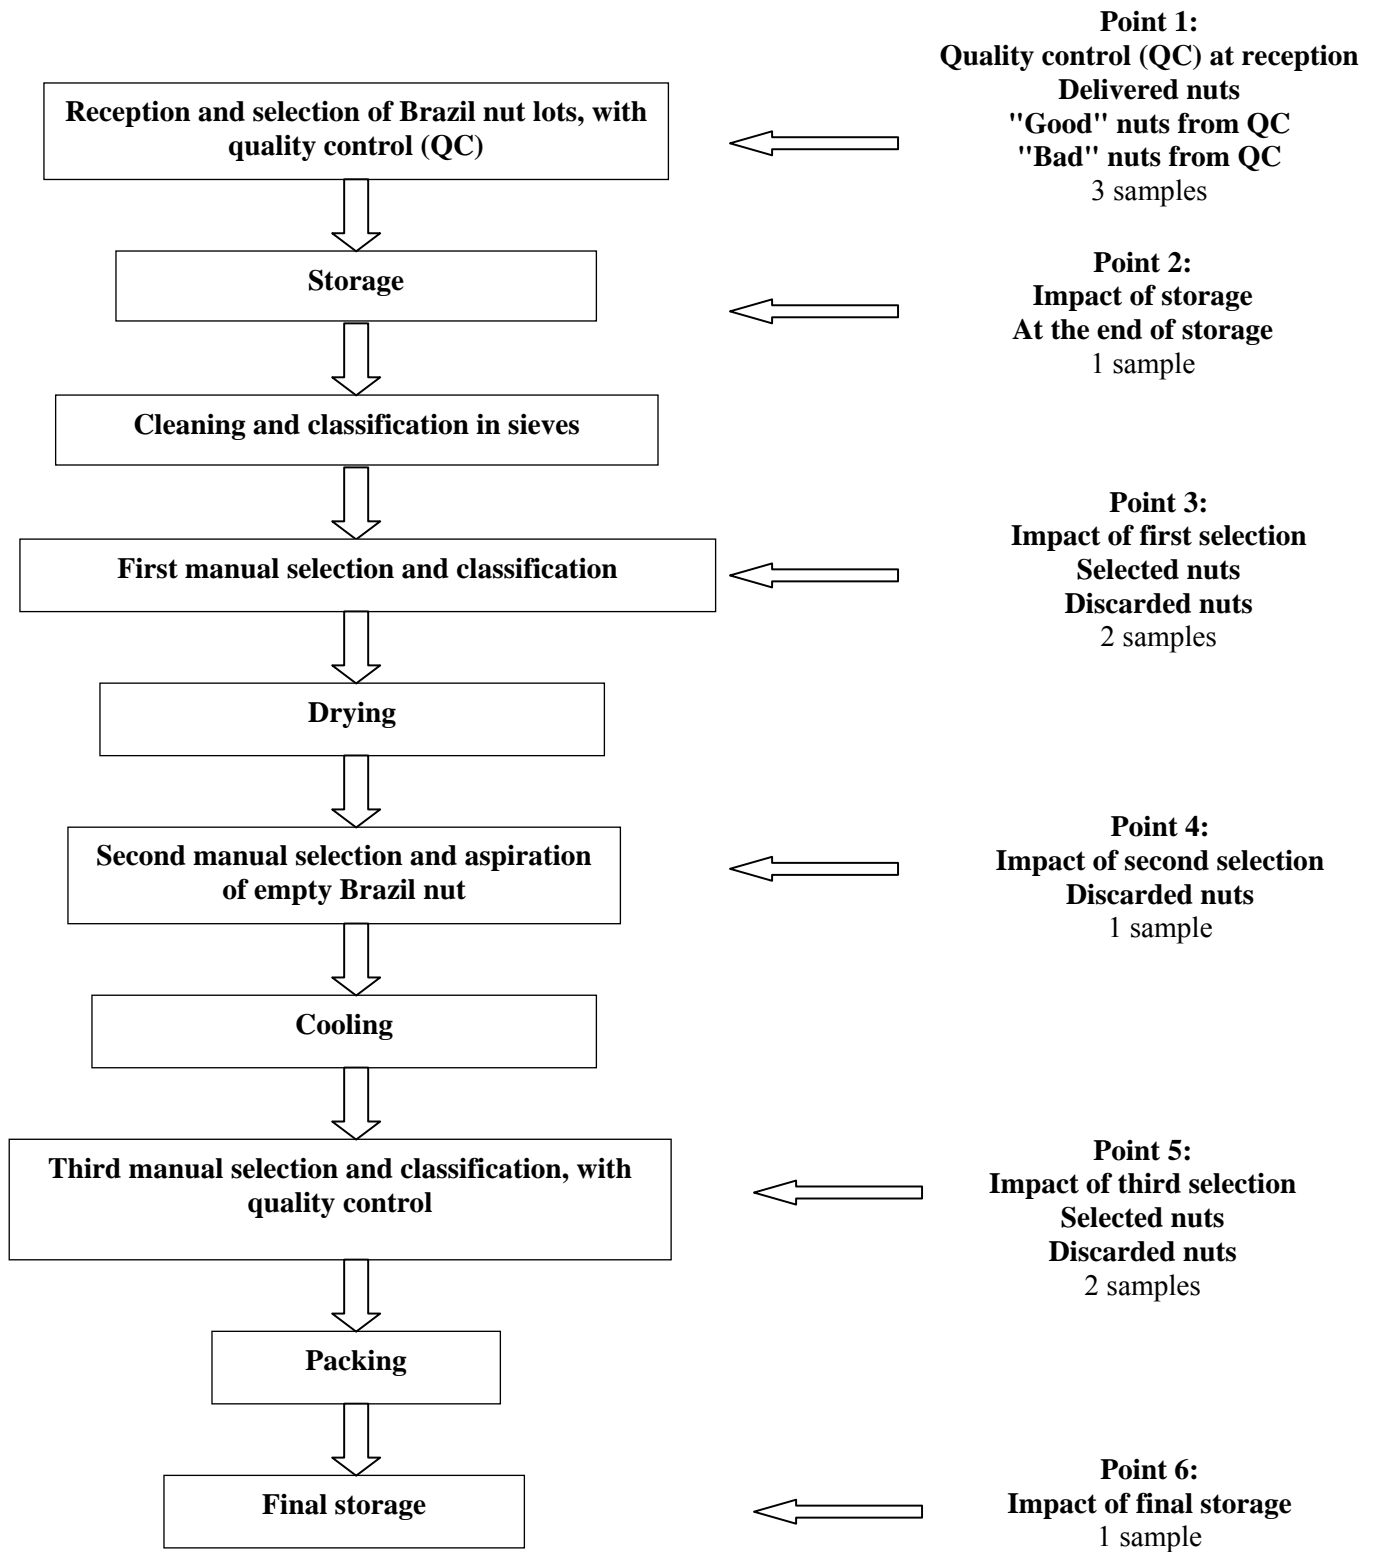 Point 1:
Quality control (QC) at reception
Delivered nuts
"Good" nuts from QC
"Bad" nuts from QC
3 samples
Reception and selection of Brazil nut lots, with
quality control (QC)
Storage
Point 2:
Impact of storage
At the end of storage
1 sample
Cleaning and classification in sieves
First manual selection and classification
Point 3:
Impact of first selection
Selected nuts
Discarded nuts
2 samples
Drying
Second manual selection and aspiration
of empty Brazil nut
Point 4:
Impact of second selection
Discarded nuts
1 sample
Cooling
Third manual selection and classification, with
quality control
Point 5:
Impact of third selection
Selected nuts
Discarded nuts
2 samples
Packing
Final storage
Point 6:
Impact of final storage
1 sample